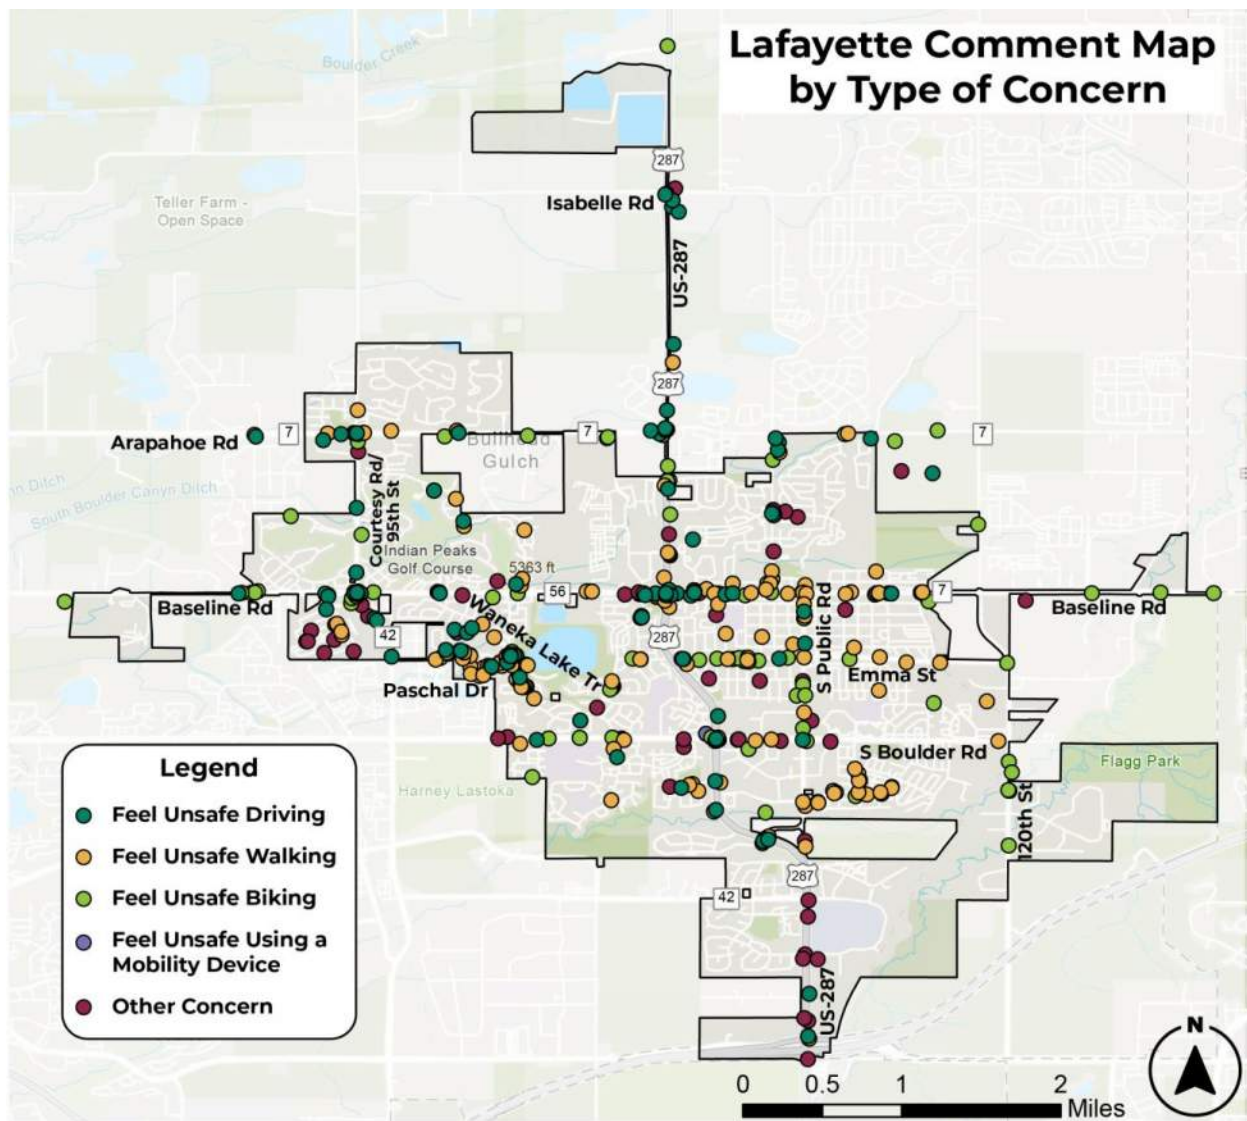 Lafayette Comment Map
by Type of Concern
Boulder Creek
287
Isabelle Rd
Teller Farm -
Open Space
US-287
287
Arapahoe Rd
7
7
7
Bullhead
Gulch
South Boulder Canyn Ditch
Courtesy Rd/
95th St
Indian Peaks
Golf Course
5363 ft
56
7
Baseline Rd
Baseline Rd
Waneka Lake Tr
42
287
S Public Rd
Emma St
Paschal Dr
S Boulder Rd
Legend
Feel Unsafe Driving
Feel Unsafe Walking
Feel Unsafe Biking
Feel Unsafe Using a
Mobility Device
Other Concern
Harney Lastoka
Flagg Park
120th St
287
42
US-287
N
0 0.5 1 2
Miles